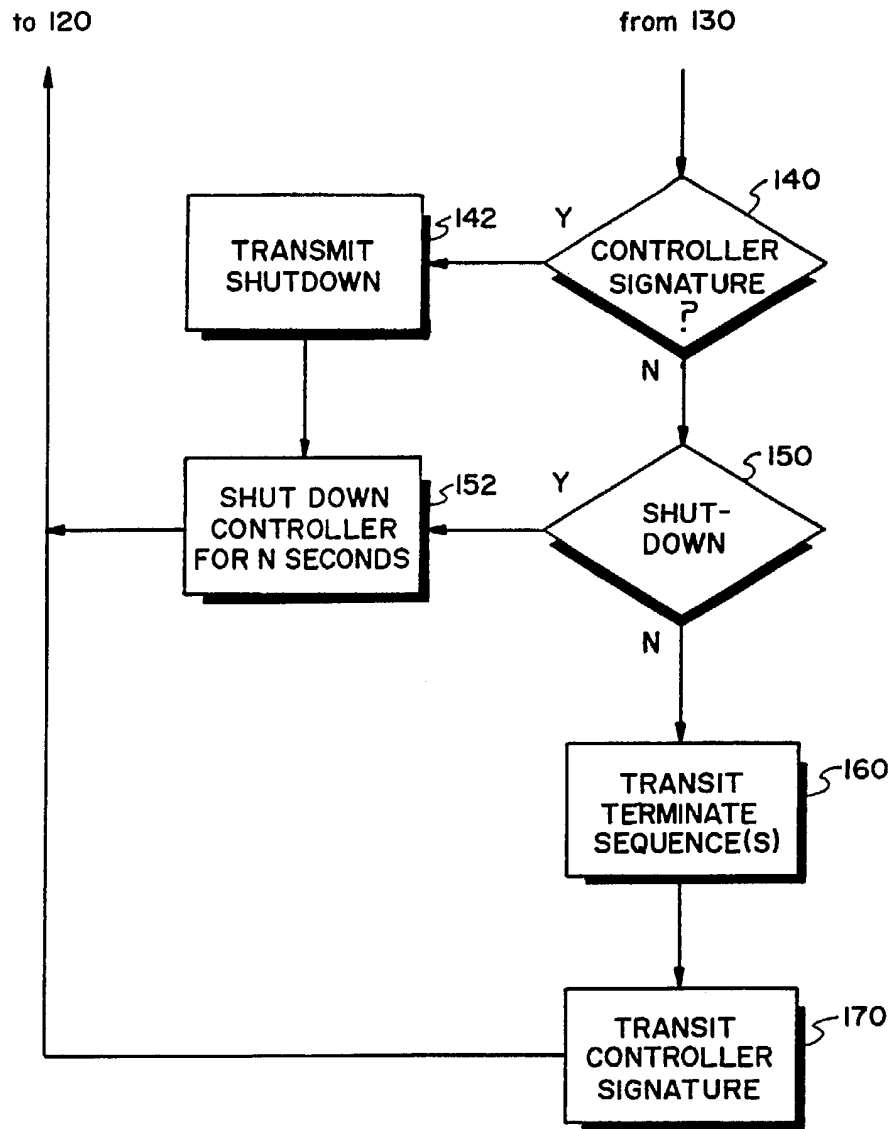 to 120
from 130
140
Y
CONTROLLER
SIGNATURE
?
N
142
TRANSMIT
SHUTDOWN
150
Y
SHUT-
DOWN
N
152
SHUT DOWN
CONTROLLER
FOR N SECONDS
160
TRANSIT
TERMINATE
SEQUENCE(S)
170
TRANSIT
CONTROLLER
SIGNATURE